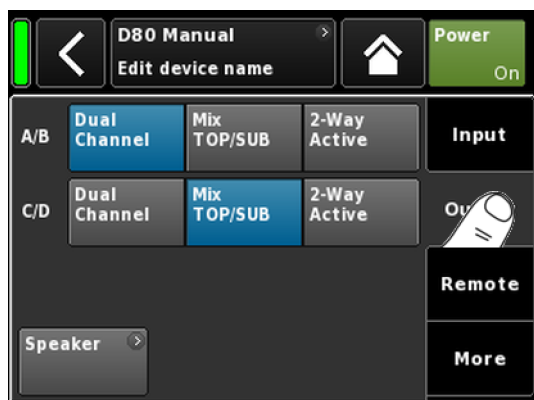 D80 Manual
Edit device name
Power
On
A/B
Dual
Channel
Mix
TOP/SUB
2-Way
Active
Input
C/D
Dual
Channel
Mix
TOP/SUB
2-Way
Active
Remote
Speaker
More